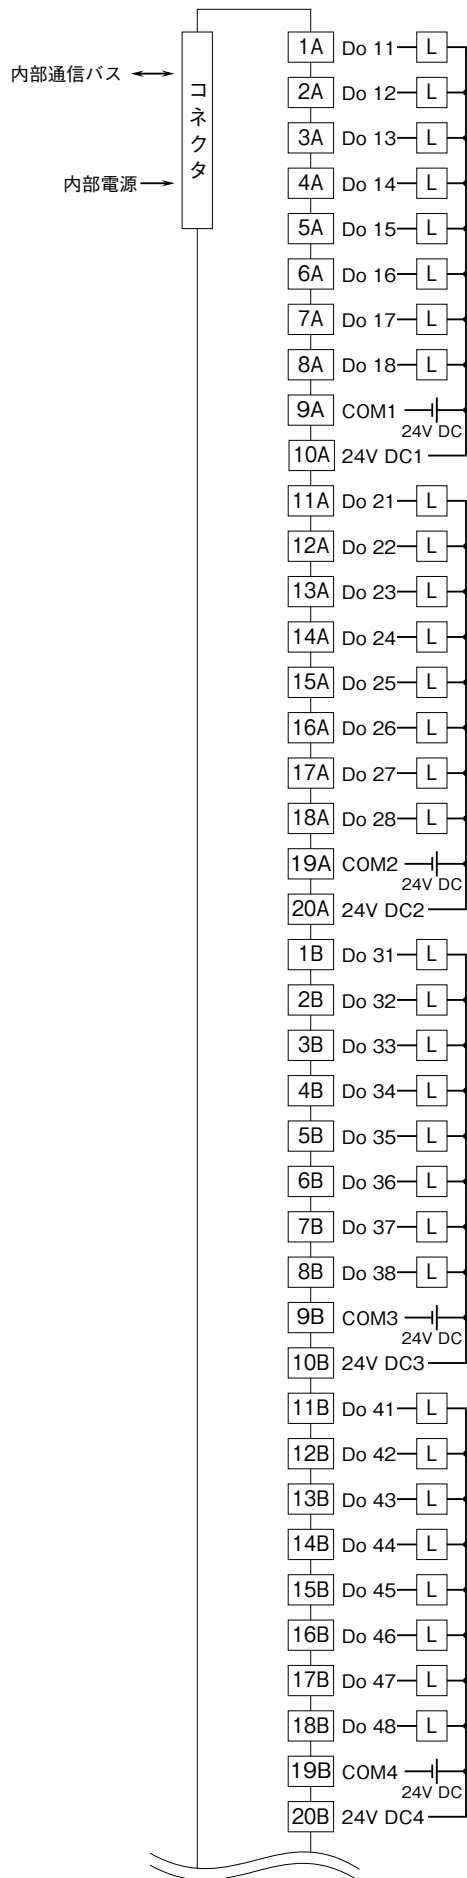 内部通信バス
内部電源
コネクタ
1A Do 11 L
2A Do 12 L
3A Do 13 L
4A Do 14 L
5A Do 15 L
6A Do 16 L
7A Do 17 L
8A Do 18 L
9A COM1
24V DC
10A 24V DC1
11A Do 21 L
12A Do 22 L
13A Do 23 L
14A Do 24 L
15A Do 25 L
16A Do 26 L
17A Do 27 L
18A Do 28 L
19A COM2
24V DC
20A 24V DC2
1B Do 31 L
2B Do 32 L
3B Do 33 L
4B Do 34 L
5B Do 35 L
6B Do 36 L
7B Do 37 L
8B Do 38 L
9B COM3
24V DC
10B 24V DC3
11B Do 41 L
12B Do 42 L
13B Do 43 L
14B Do 44 L
15B Do 45 L
16B Do 46 L
17B Do 47 L
18B Do 48 L
19B COM4
24V DC
20B 24V DC4